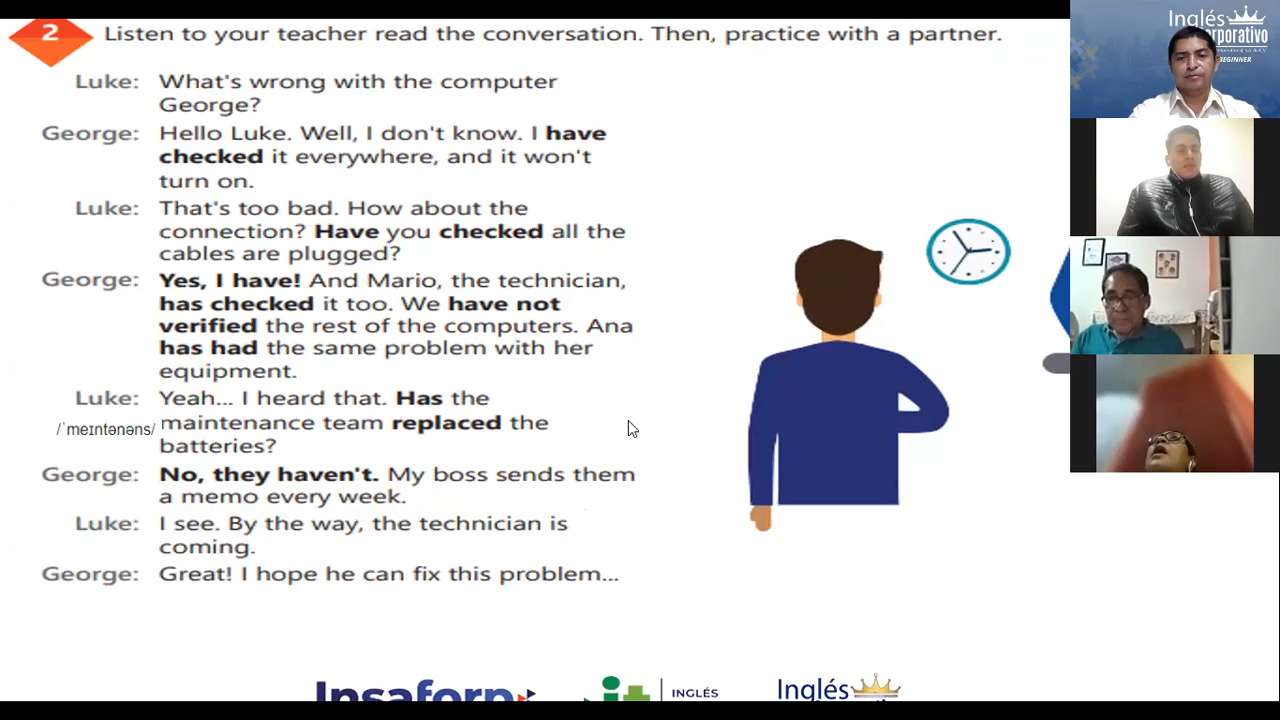 2 Listen to your teacher read the conversation. Then, practice with a partner.
Luke: What's wrong with the computer
George?
George: Hello Luke. Well, I don't know. I have
checked it everywhere, and it won't
turn on.
Luke: That's too bad. How about the
connection? Have you checked all the
cables are plugged?
George: Yes, I have! And Mario, the technician,
has checked it too. We have not
verified the rest of the computers. Ana
has had the same problem with her
equipment.
Luke: Yeah... I heard that. Has the
/ˈmeɪntənəns/ maintenance team replaced the
batteries?
George: No, they haven't. My boss sends them
a memo every week.
Luke: I see. By the way, the technician is
coming.
George: Great! I hope he can fix this problem...
Insaforp
INGLÉS
Inglés
Inglés
BEGINNER